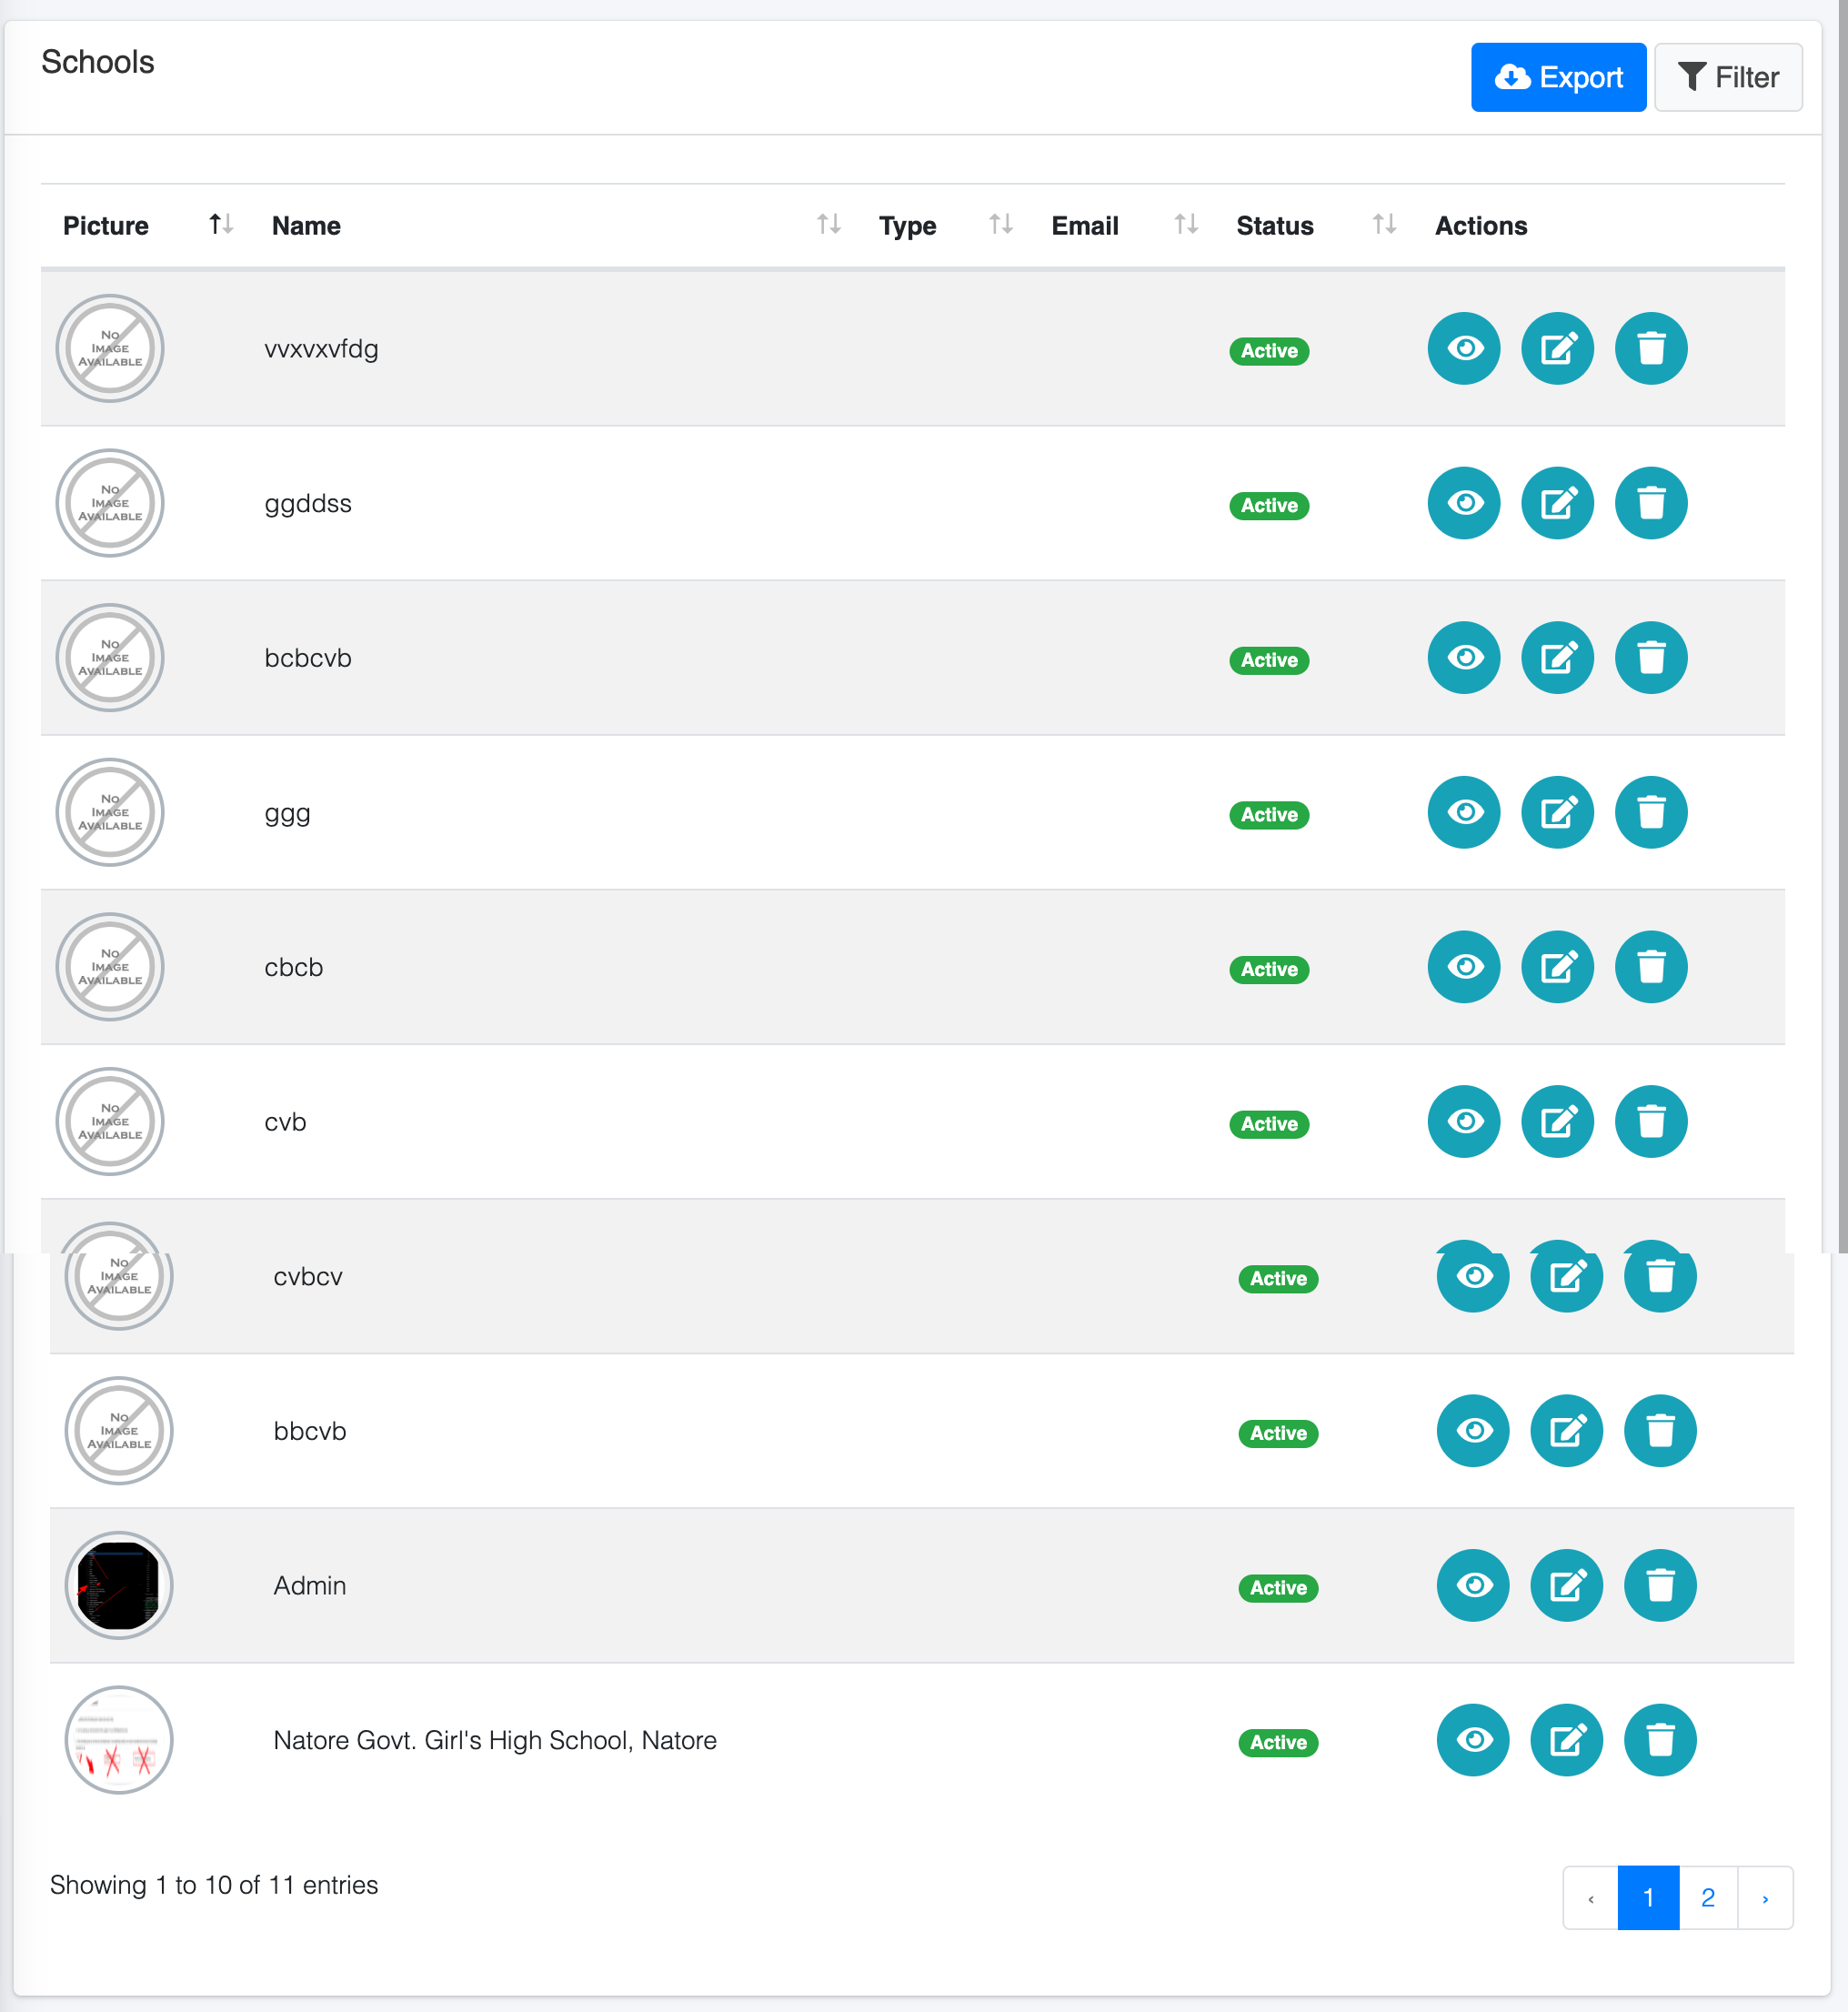 Schools
Export Filter
Picture Name Type Email Status Actions
No
IMAGE
AVAILABLE
vvxvxvfdg Active
No
IMAGE
AVAILABLE
ggddss Active
No
IMAGE
AVAILABLE
bcbcvb Active
No
IMAGE
AVAILABLE
ggg Active
No
IMAGE
AVAILABLE
cbcb Active
No
IMAGE
AVAILABLE
cvb Active
No
IMAGE
AVAILABLE
cvbcv Active
No
IMAGE
AVAILABLE
bbcvb Active
Admin Active
Natore Govt. Girl's High School, Natore Active
Showing 1 to 10 of 11 entries
‹ 1 2 ›